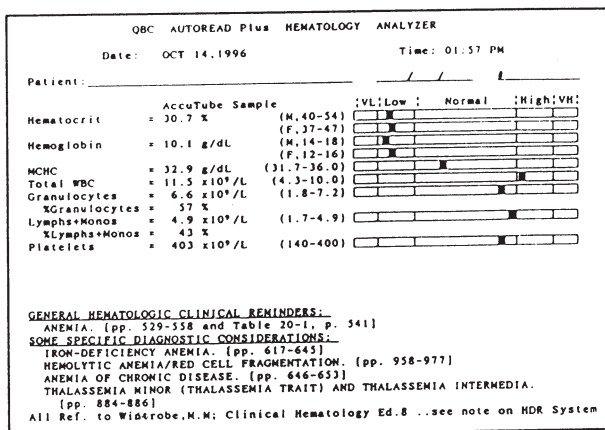 QBC AUTOREAD Plus HEMATOLOGY ANALYZER
Date: OCT 14,1996 Time: 01:57 PM
Patient: / / /
AccuTube Sample |VL|Low | Normal |High|VH|
Hematocrit = 30.7 % (M,40-54)
(F,37-47)
Hemoglobin = 10.1 g/dL (M,14-18)
(F,12-16)
MCHC = 32.9 g/dL (31.7-36.0)
Total WBC = 11.5 x10⁹/L (4.3-10.0)
Granulocytes = 6.6 x10⁹/L (1.8-7.2)
%Granulocytes = 57 %
Lymphs+Monos = 4.9 x10⁹/L (1.7-4.9)
%Lymphs+Monos = 43 %
Platelets = 403 x10⁹/L (140-400)
GENERAL HEMATOLOGIC CLINICAL REMINDERS:
ANEMIA. [pp. 529-558 and Table 20-1, p. 541]
SOME SPECIFIC DIAGNOSTIC CONSIDERATIONS:
IRON-DEFICIENCY ANEMIA. [pp. 617-645]
HEMOLYTIC ANEMIA/RED CELL FRAGMENTATION. [pp. 958-977]
ANEMIA OF CHRONIC DISEASE. [pp. 646-653]
THALASSEMIA MINOR (THALASSEMIA TRAIT) AND THALASSEMIA INTERMEDIA.
[pp. 884-886]
All Ref. to Wintrobe,M.M; Clinical Hematology Ed.8 ..see note on HDR System